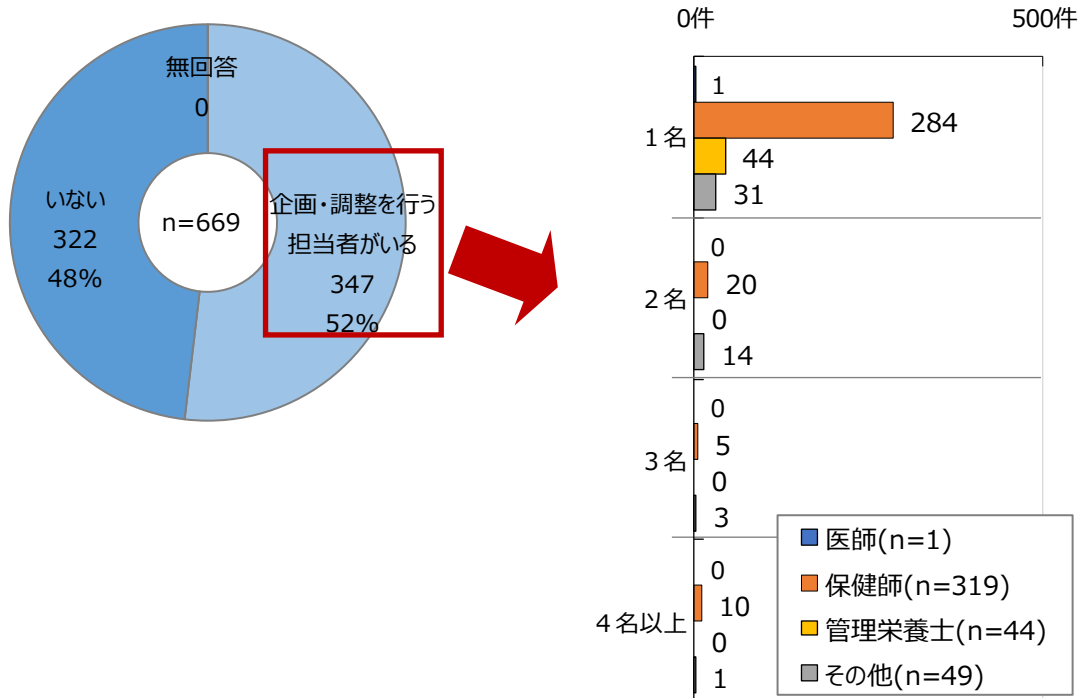 無回答
0
いない
322
48%
n=669
企画・調整を行う
担当者がいる
347
52%
0件
500件
1名
1
284
44
31
2名
0
20
0
14
3名
0
5
0
3
4名以上
0
10
0
1
医師(n=1)
保健師(n=319)
管理栄養士(n=44)
その他(n=49)